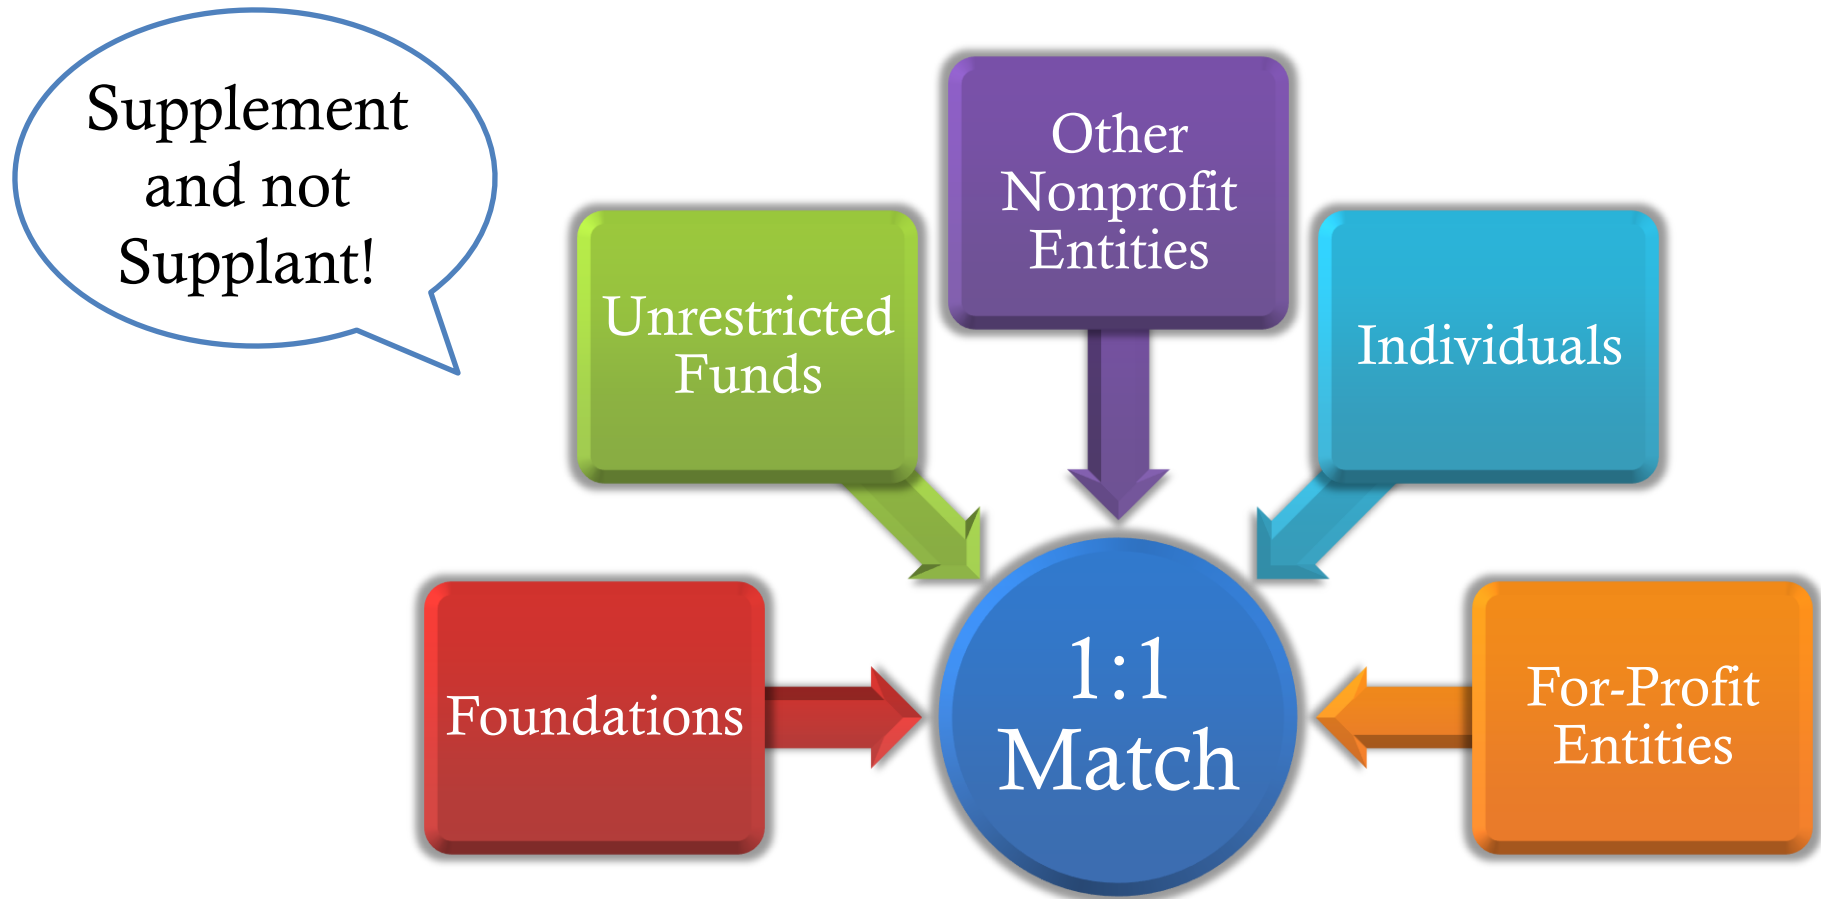 Supplement
and not
Supplant!
Other
Nonprofit
Entities
Unrestricted
Funds
Individuals
Foundations
1:1
Match
For-Profit
Entities